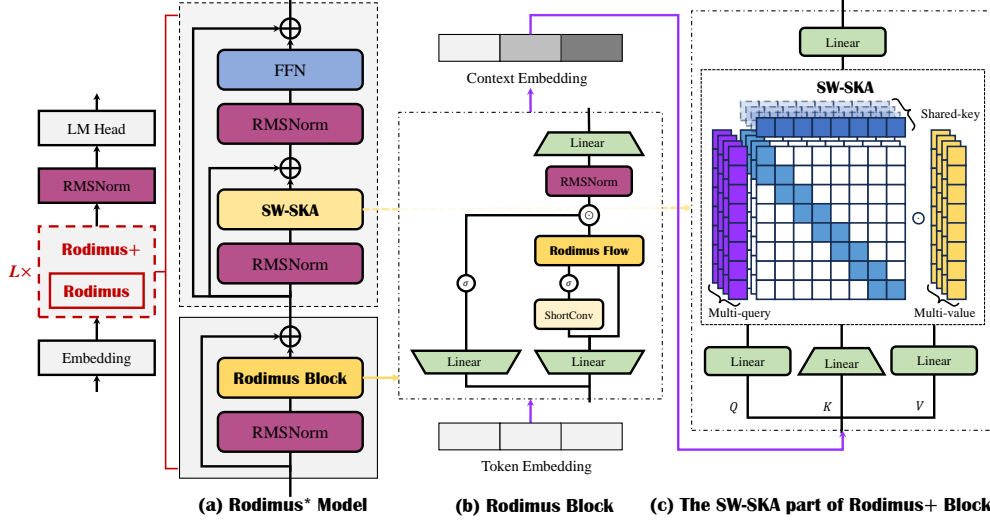 LM Head
RMSNorm
Rodimus+
L×
Rodimus
Embedding
FFN
RMSNorm
SW-SKA
RMSNorm
Rodimus Block
RMSNorm
(a) Rodimus* Model
Context Embedding
Linear
RMSNorm
Rodimus Flow
σ
σ
ShortConv
Linear
Linear
Token Embedding
(b) Rodimus Block
Linear
SW-SKA
Shared-key
Multi-query
Multi-value
Linear
Linear
Linear
Q
K
V
(c) The SW-SKA part of Rodimus+ Block